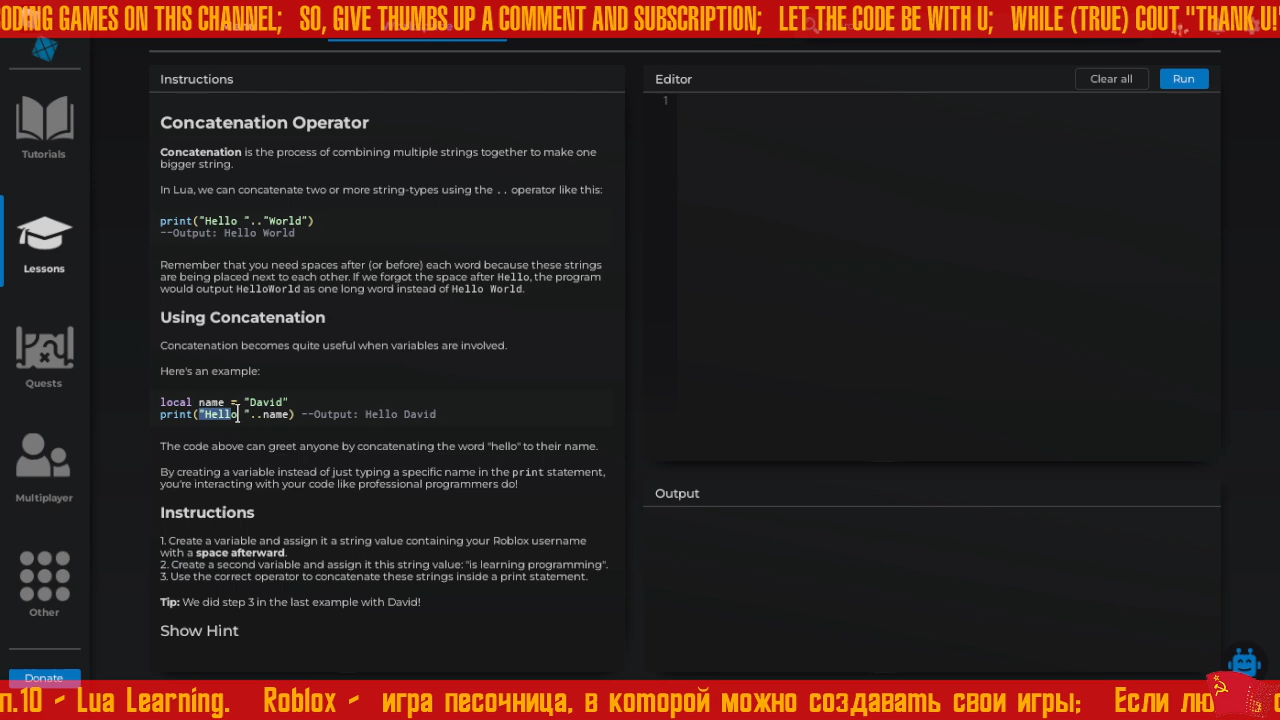 ODING GAMES ON THIS CHANNEL;   SO, GIVE THUMBS UP A COMMENT AND SUBSCRIPTION;   LET THE CODE BE WITH U;   WHILE (TRUE) COUT "THANK U!
Tutorials
Lessons
Quests
Multiplayer
Other
Donate
Instructions
Concatenation Operator
Concatenation is the process of combining multiple strings together to make one
bigger string.
In Lua, we can concatenate two or more string-types using the .. operator like this:
print("Hello ".."World")
--Output: Hello World
Remember that you need spaces after (or before) each word because these strings
are being placed next to each other. If we forgot the space after Hello, the program
would output HelloWorld as one long word instead of Hello World.
Using Concatenation
Concatenation becomes quite useful when variables are involved.
Here's an example:
local name = "David"
print("Hello "..name) --Output: Hello David
The code above can greet anyone by concatenating the word "hello" to their name.
By creating a variable instead of just typing a specific name in the print statement,
you're interacting with your code like professional programmers do!
Instructions
1. Create a variable and assign it a string value containing your Roblox username
with a space afterward.
2. Create a second variable and assign it this string value: "is learning programming".
3. Use the correct operator to concatenate these strings inside a print statement.
Tip: We did step 3 in the last example with David!
Show Hint
Editor
Clear all
Run
1
Output
п.10 - Lua Learning.   Roblox -  игра песочница, в которой можно создавать свои игры;   Если лю